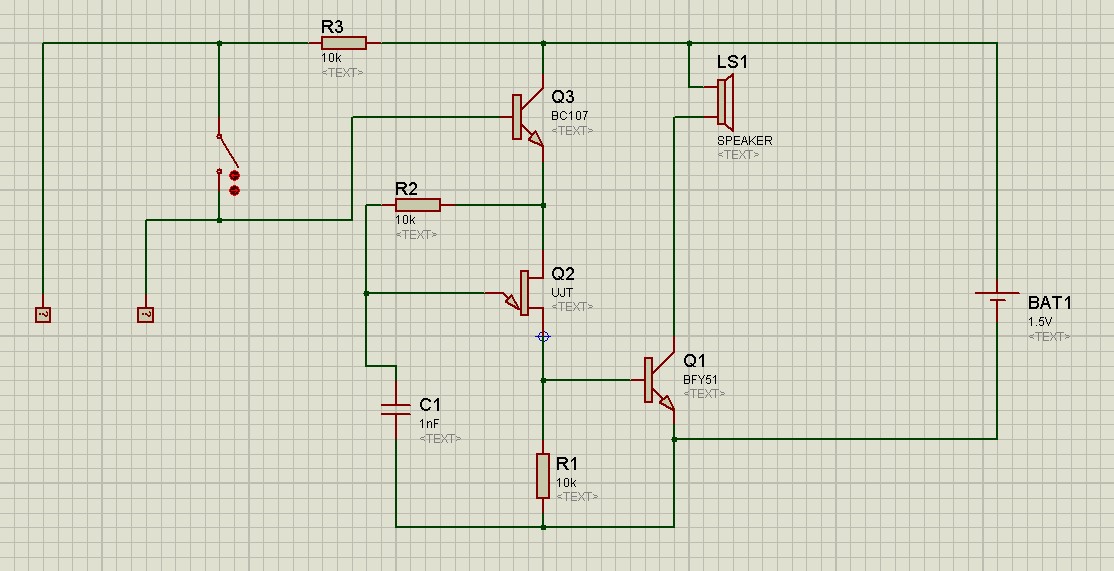 R3
10k
<TEXT>
Q3
BC107
<TEXT>
LS1
SPEAKER
<TEXT>
R2
10k
<TEXT>
Q2
UJT
<TEXT>
?
?
BAT1
1.5V
<TEXT>
Q1
BFY51
<TEXT>
C1
1nF
<TEXT>
R1
10k
<TEXT>